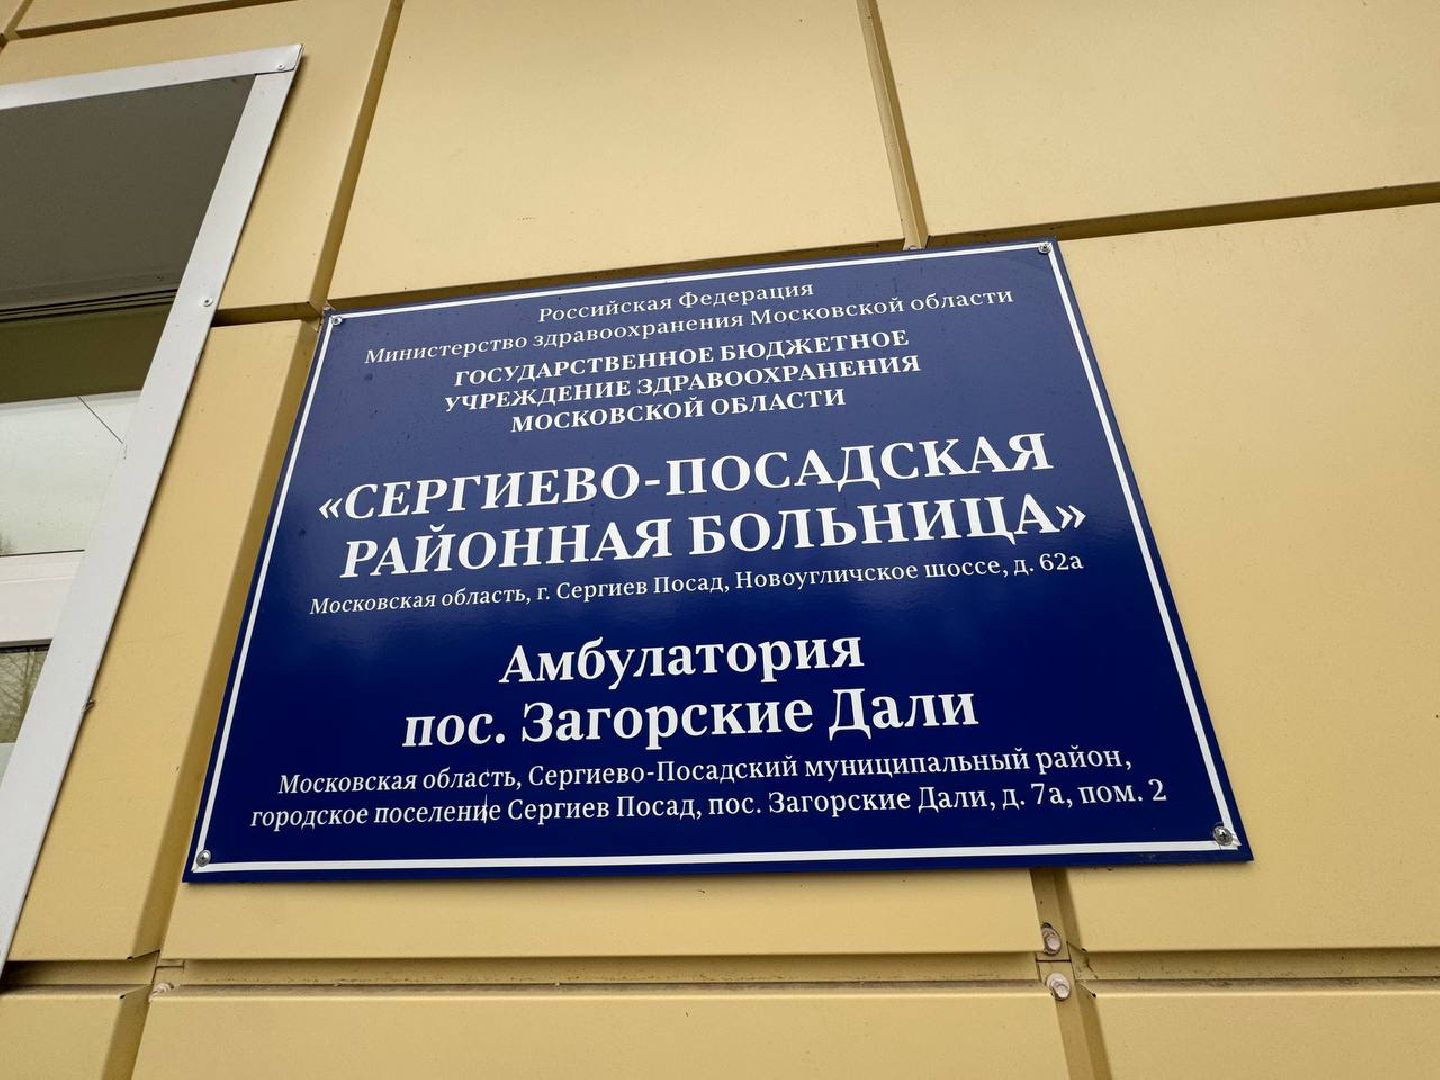 Российская Федерация
Министерство здравоохранения Московской области
ГОСУДАРСТВЕННОЕ БЮДЖЕТНОЕ
УЧРЕЖДЕНИЕ ЗДРАВООХРАНЕНИЯ
МОСКОВСКОЙ ОБЛАСТИ
«СЕРГИЕВО-ПОСАДСКАЯ
РАЙОННАЯ БОЛЬНИЦА»
Московская область, г. Сергиев Посад, Новоугличское шоссе, д. 62а
Амбулатория
пос. Загорские Дали
Московская область, Сергиево-Посадский муниципальный район,
городское поселение Сергиев Посад, пос. Загорские Дали, д. 7а, пом. 2